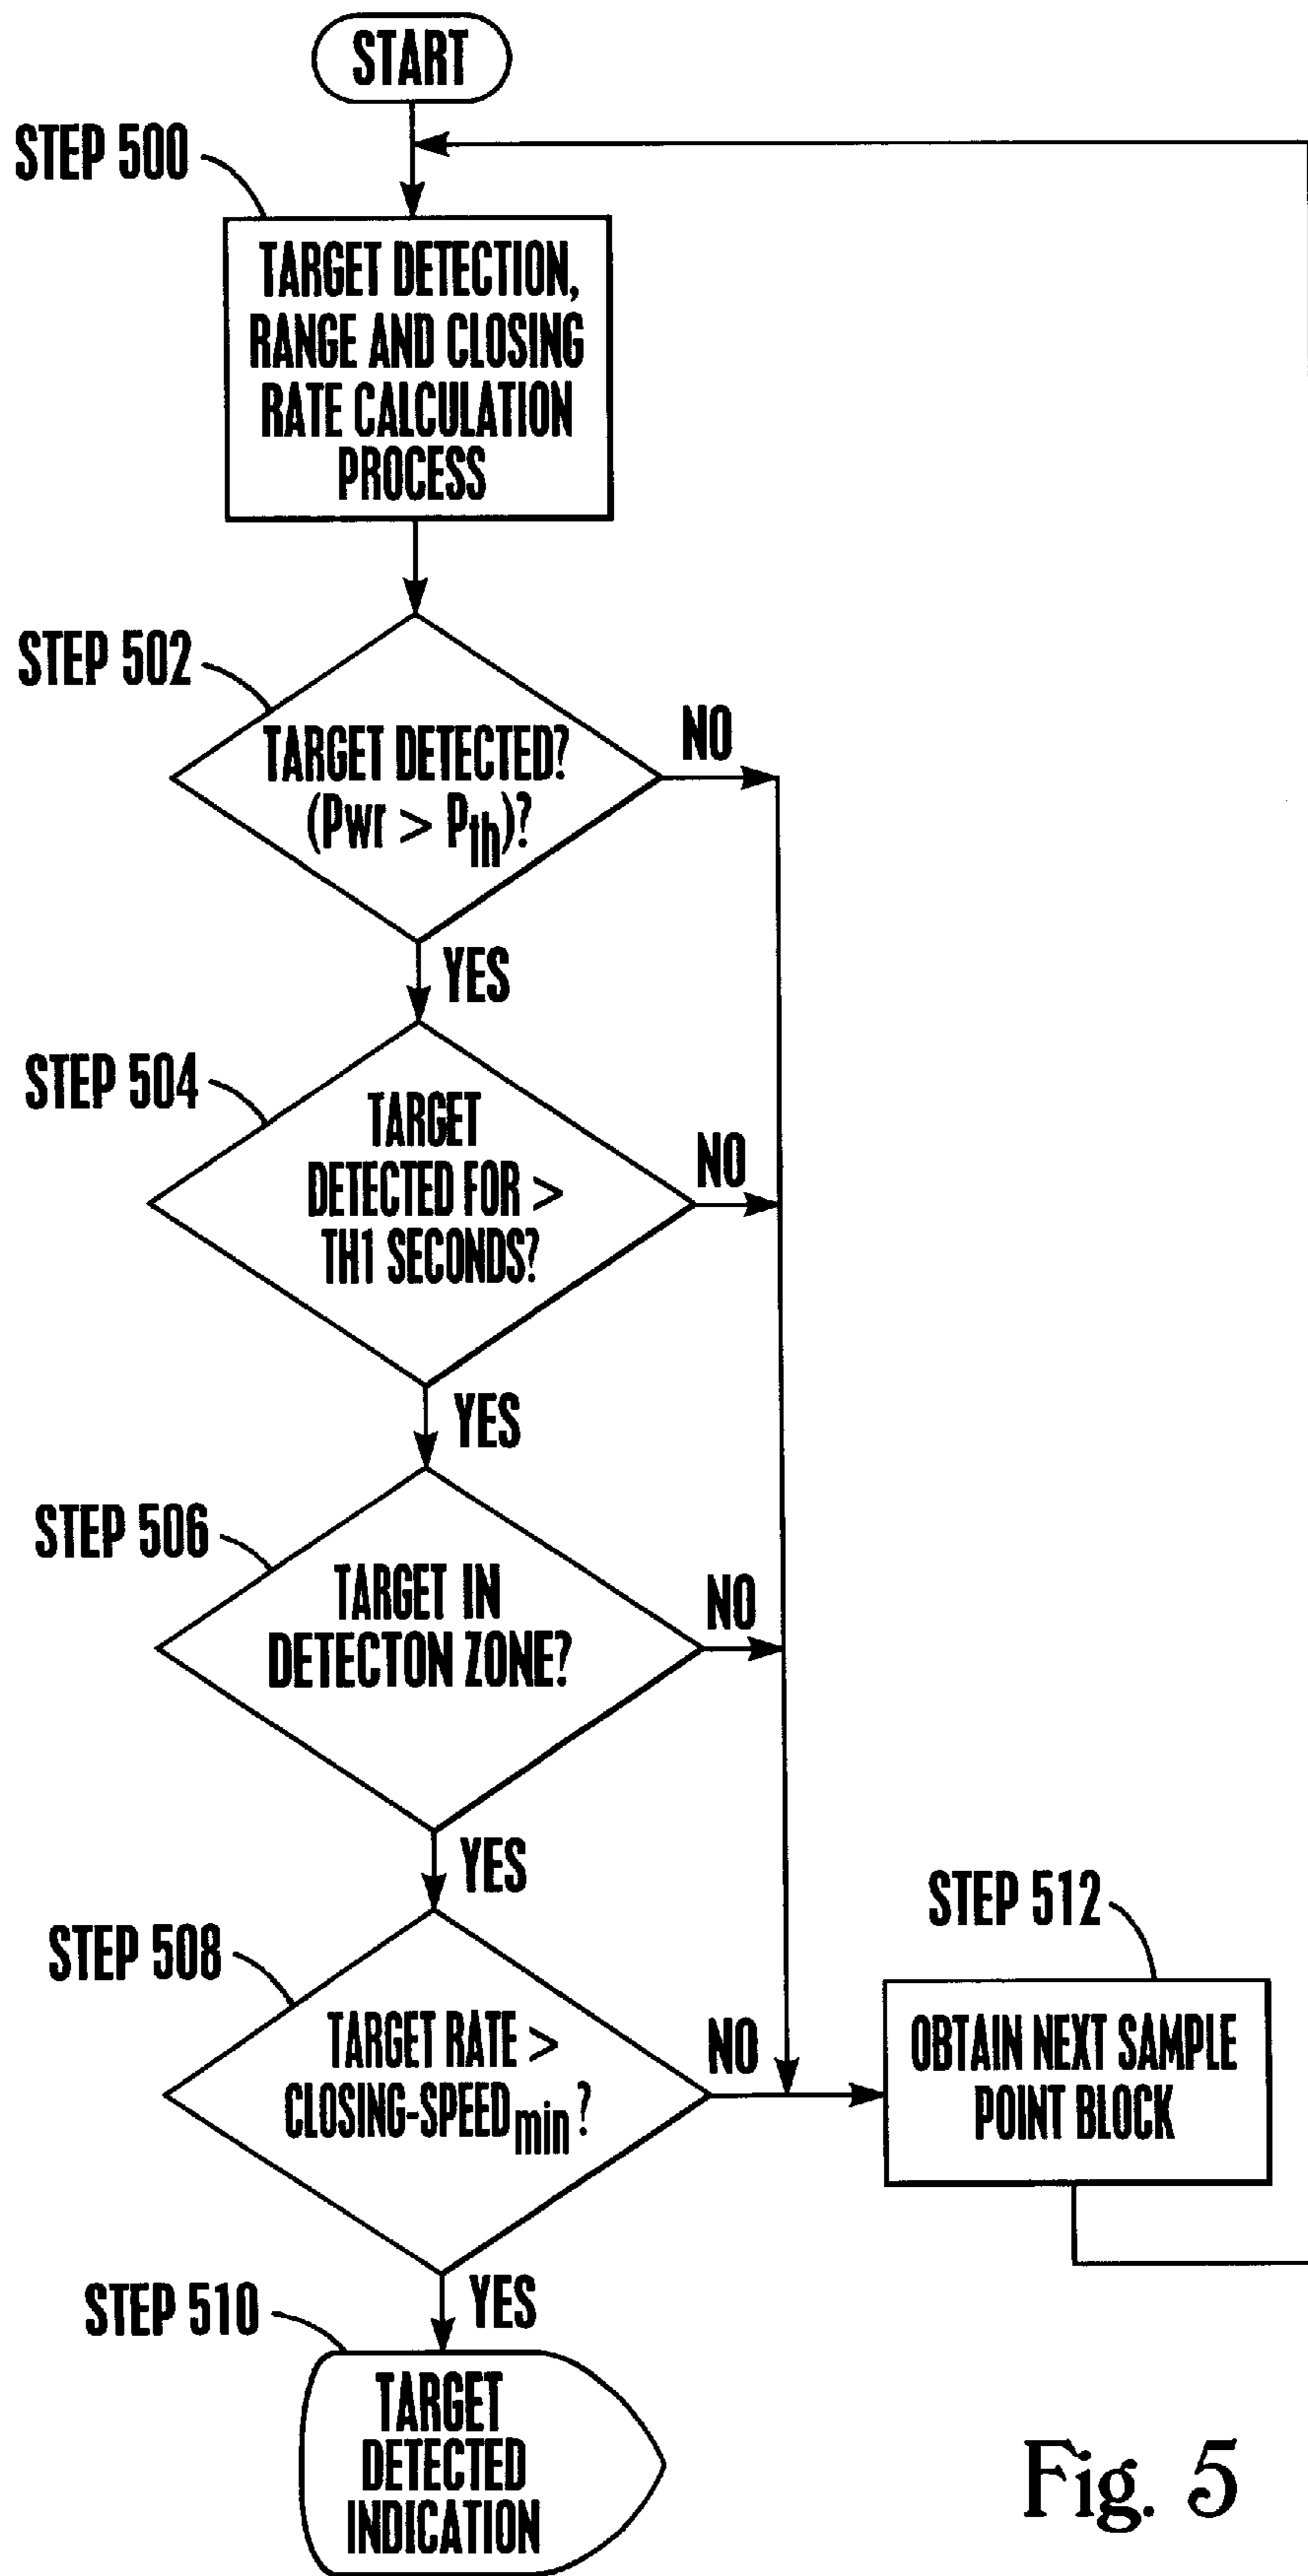 START
STEP 500
TARGET DETECTION,
RANGE AND CLOSING
RATE CALCULATION
PROCESS
STEP 502
TARGET DETECTED?
(Pwr > Pth)?
NO
YES
STEP 504
TARGET
DETECTED FOR >
TH1 SECONDS?
NO
YES
STEP 506
TARGET IN
DETECTON ZONE?
NO
YES
STEP 508
TARGET RATE >
CLOSING-SPEEDmin?
NO
STEP 512
OBTAIN NEXT SAMPLE
POINT BLOCK
YES
STEP 510
TARGET
DETECTED
INDICATION
Fig. 5